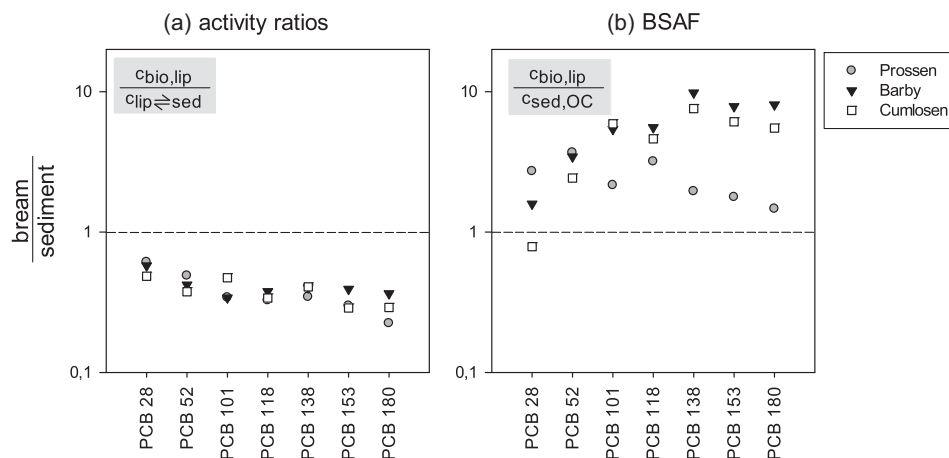 (a) activity ratios
(b) BSAF
cbio,lip
clip⇌sed
cbio,lip
csed,OC
Prossen
Barby
Cumlosen
bream
sediment
10
1
0,1
10
1
0,1
PCB 28
PCB 52
PCB 101
PCB 118
PCB 138
PCB 153
PCB 180
PCB 28
PCB 52
PCB 101
PCB 118
PCB 138
PCB 153
PCB 180